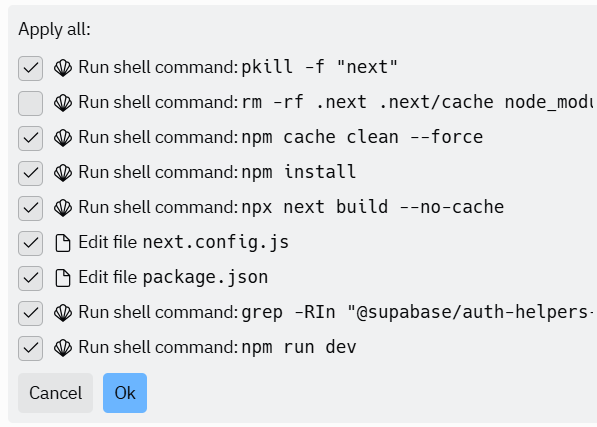 Apply all:
Run shell command: pkill -f "next"
Run shell command: rm -rf .next .next/cache
Run shell command: npm cache clean --force
Run shell command: npm install
Run shell command: npx next build --no-cache
Edit file next.config.js
Edit file package.json
Run shell command: grep -RIn "@supabase/auth-helpers-
Run shell command: npm run dev
Cancel Ok